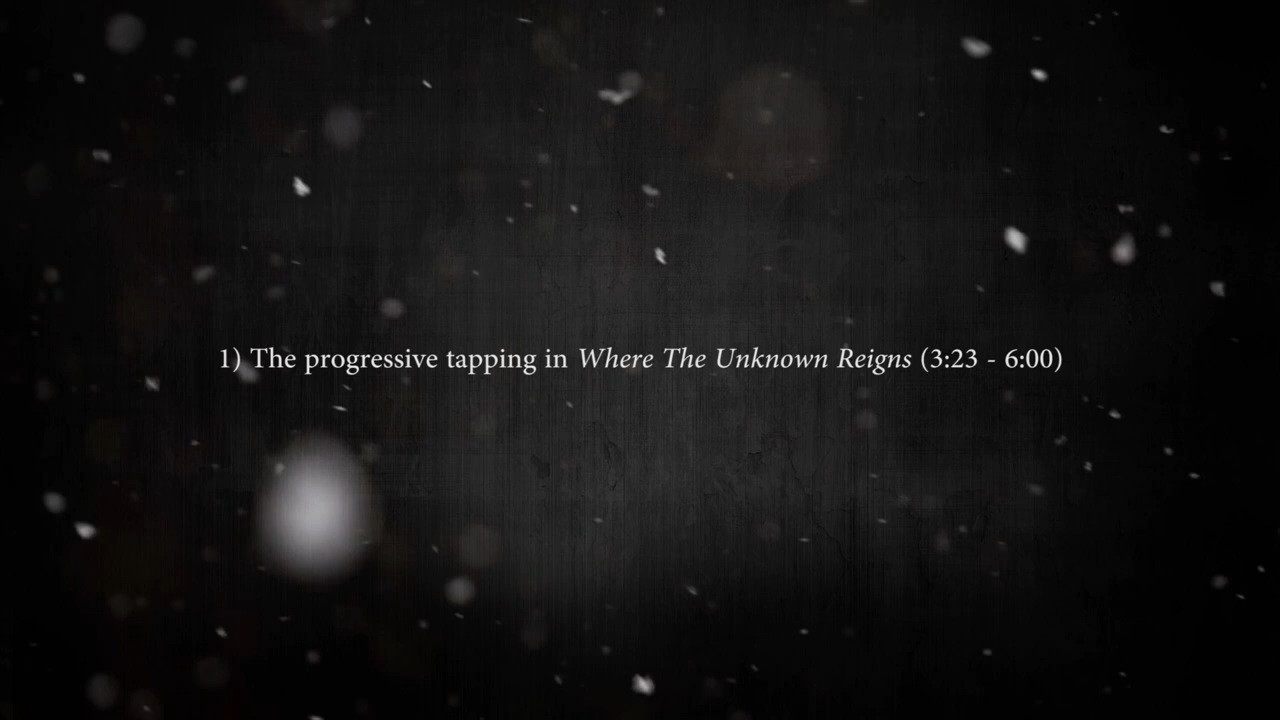 1) The progressive tapping in Where The Unknown Reigns (3:23 - 6:00)